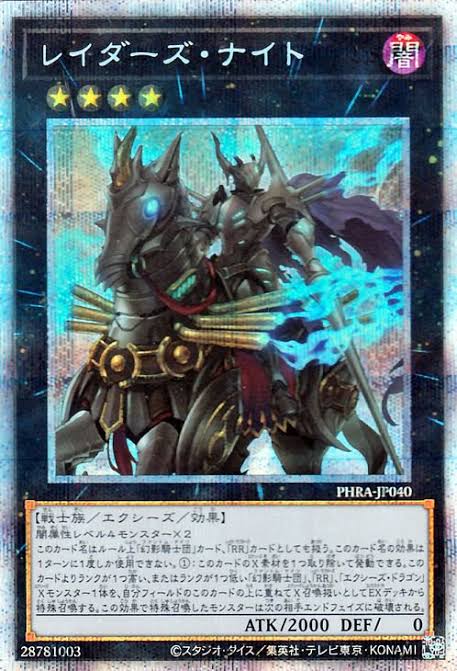 レイダーズ・ナイト
闇
PHRA-JP040
【戦士族/エクシーズ/効果】
闇属性レベル4モンスター×2
このカード名はルール上「幻影騎士団」カード、「RR」カードとしても扱う。このカード名の効果は
1ターンに1度しか使用できない。①:このカードのX素材を1つ取り除いて発動できる。この
カードよりランクが1つ高い、またはランクが1つ低い「幻影騎士団」、「RR」、「エクシーズ・ドラゴン」
Xモンスター1体を、自分フィールドのこのカードの上に重ねてX召喚扱いとしてEXデッキから
特殊召喚する。この効果で特殊召喚したモンスターは次の相手エンドフェイズに破壊される。
ATK/2000 DEF/ 0
28781003
©スタジオ・ダイス/集英社・テレビ東京・KONAMI